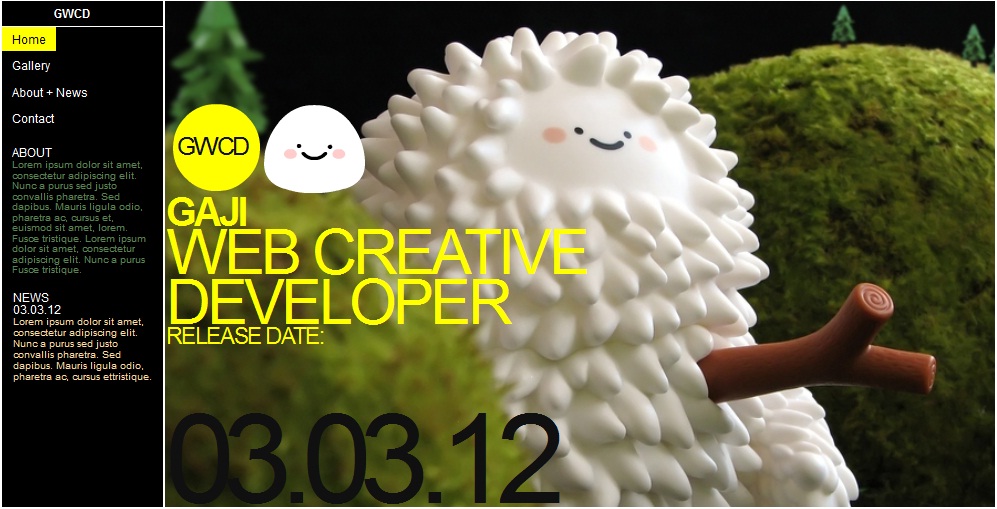 GWCD
Home
Gallery
About + News
Contact
ABOUT
Lorem ipsum dolor sit amet,
consectetur adipiscing elit.
Nunc a purus sed justo
convallis pharetra. Sed
dapibus. Mauris ligula odio,
pharetra ac, cursus et,
euismod sit amet, lorem.
Fusce tristique. Lorem ipsum
dolor sit amet, consectetur
adipiscing elit. Nunc a purus
Fusce tristique.
NEWS
03.03.12
Lorem ipsum dolor sit amet,
consectetur adipiscing elit.
Nunc a purus sed justo
convallis pharetra. Sed
dapibus. Mauris ligula odio,
pharetra ac, cursus ettristique.
GWCD
GAJI
WEB CREATIVE
DEVELOPER
RELEASE DATE:
03.03.12